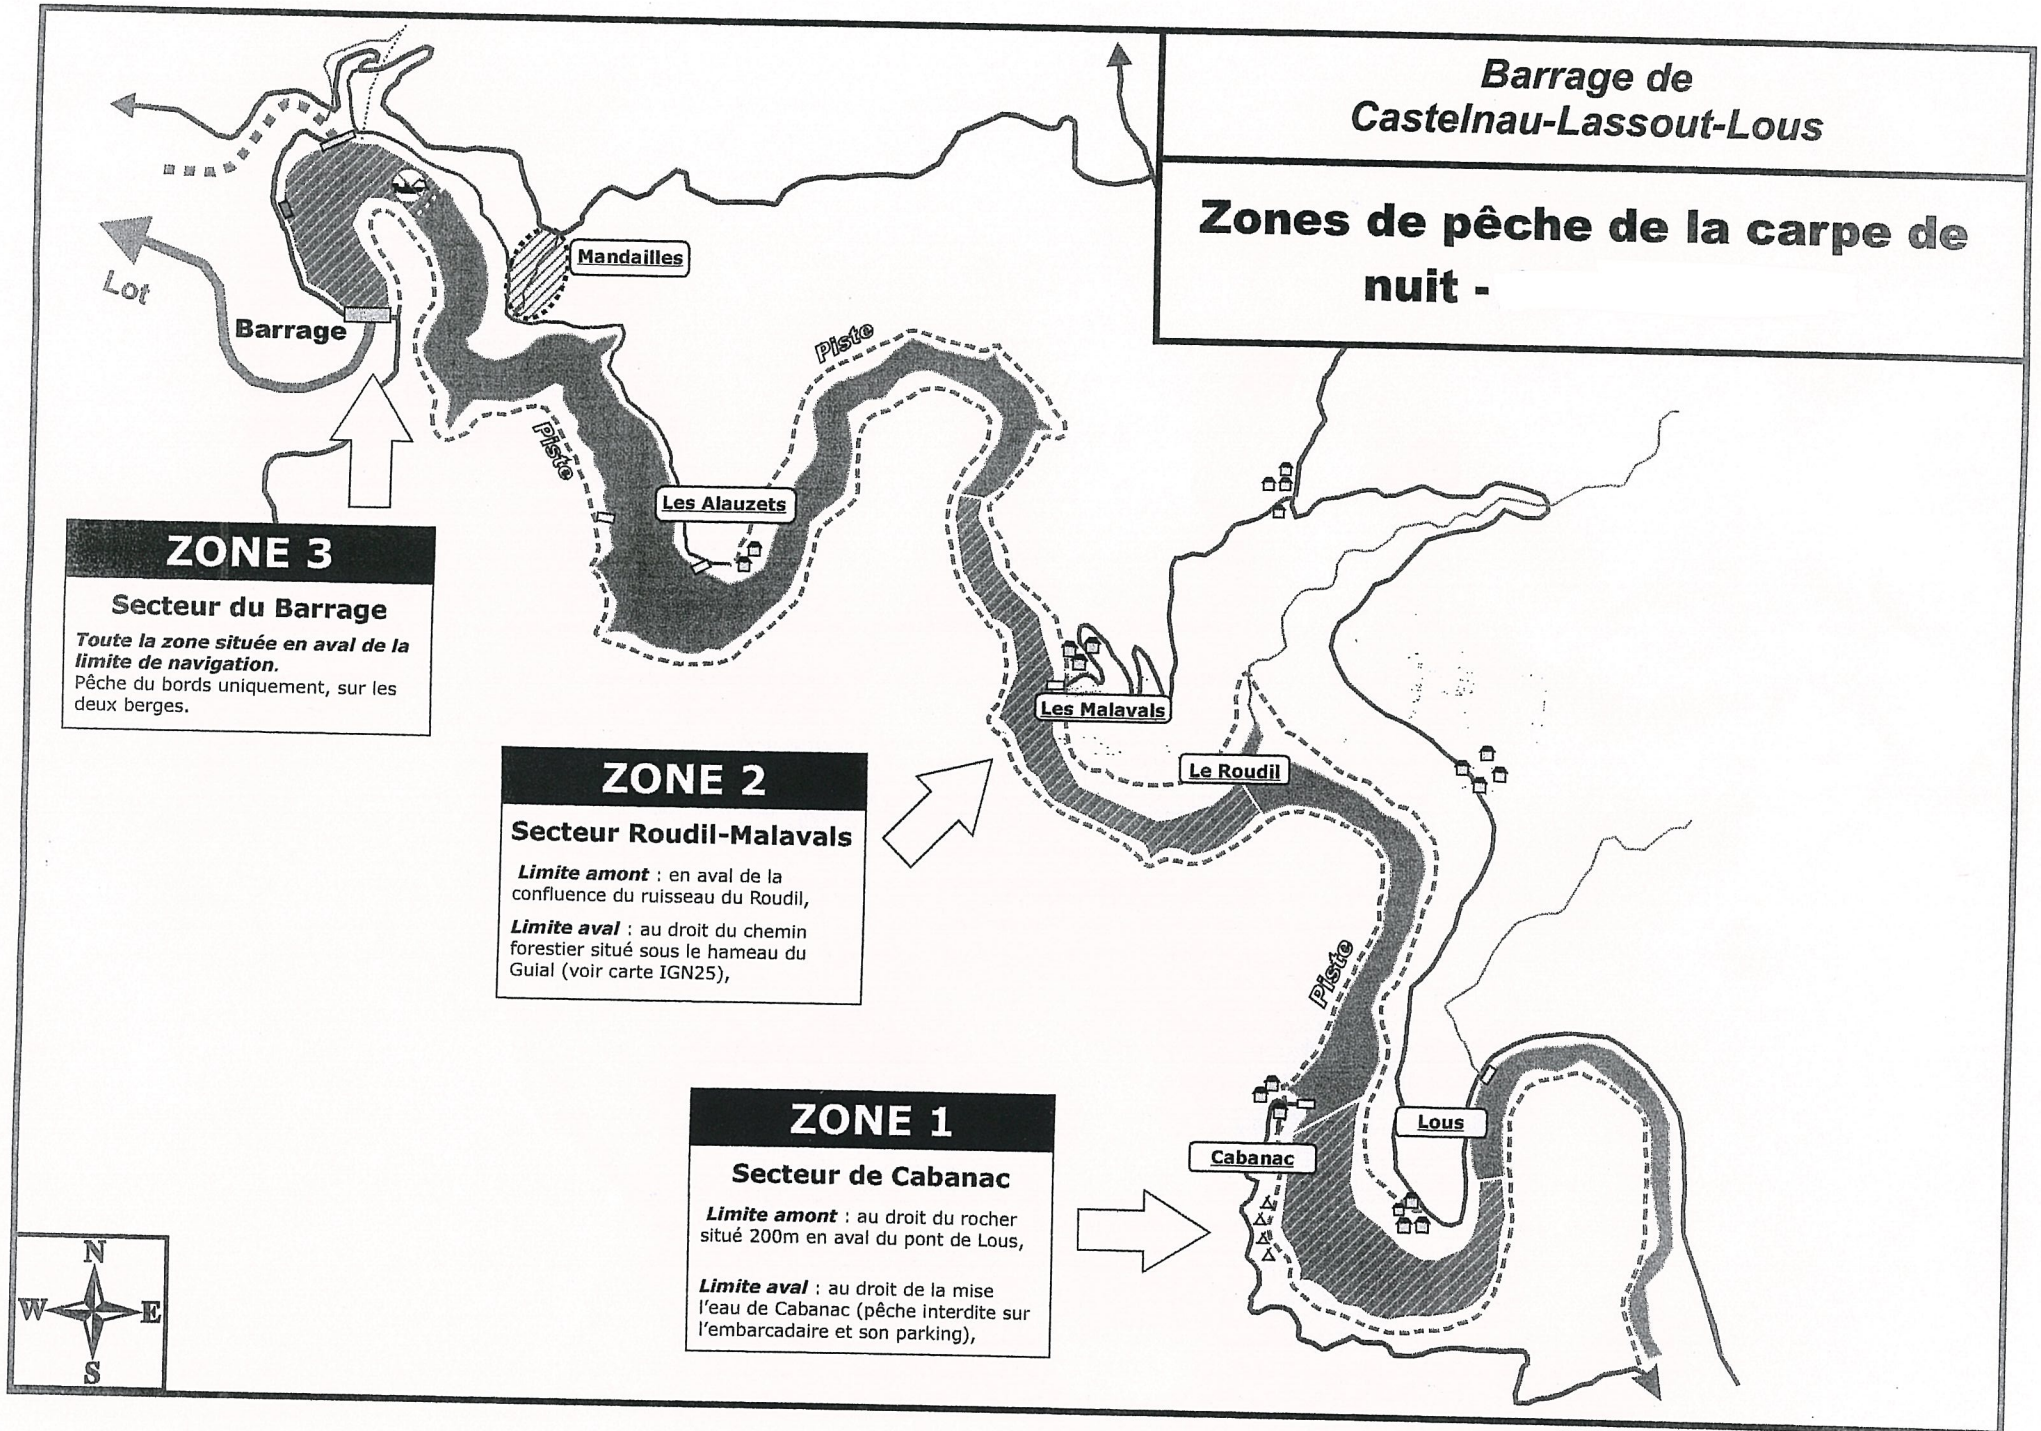 Barrage de
Castelnau-Lassout-Lous
Zones de pêche de la carpe de
nuit -
Lot
Barrage
Mandailles
Piste
Piste
Les Alauzets
ZONE 3
Secteur du Barrage
Toute la zone située en aval de la
limite de navigation.
Pêche du bords uniquement, sur les
deux berges.
Les Malavals
Le Roudil
ZONE 2
Secteur Roudil-Malavals
Limite amont : en aval de la
confluence du ruisseau du Roudil,
Limite aval : au droit du chemin
forestier situé sous le hameau du
Guial (voir carte IGN25),
Piste
Lous
Cabanac
ZONE 1
Secteur de Cabanac
Limite amont : au droit du rocher
situé 200m en aval du pont de Lous,
Limite aval : au droit de la mise
l'eau de Cabanac (pêche interdite sur
l'embarcadaire et son parking),
N
W E
S